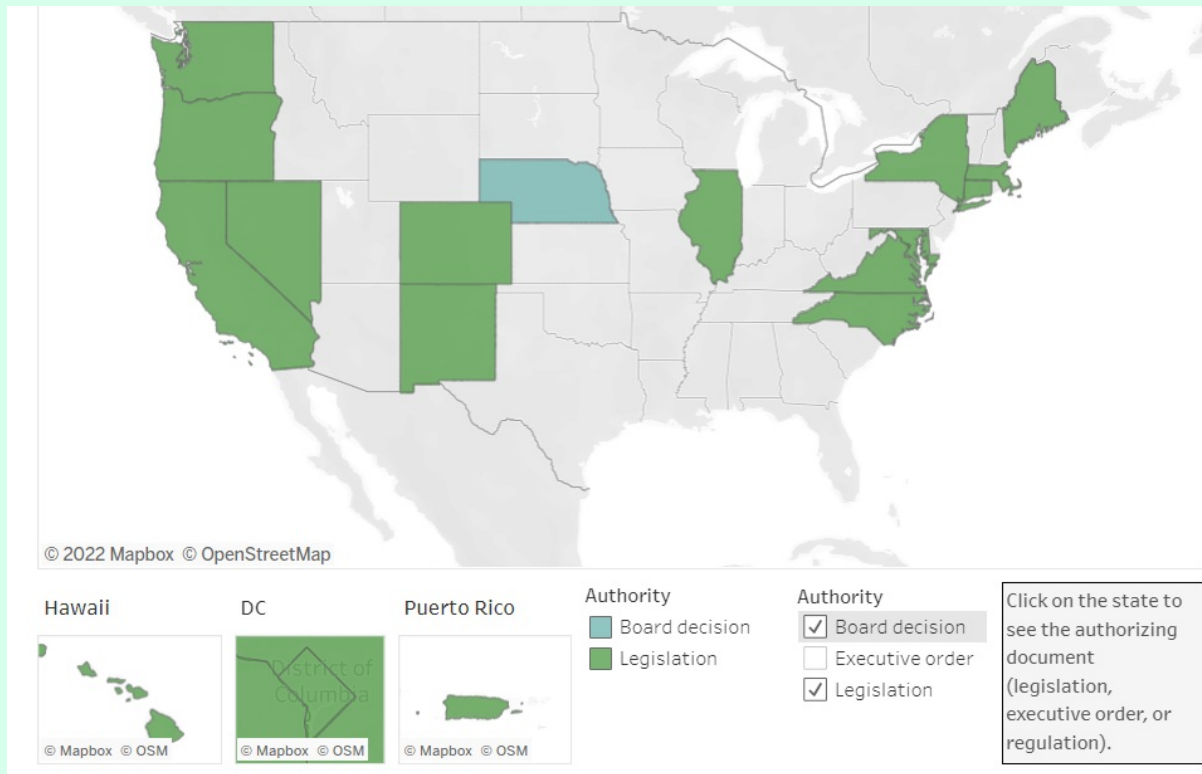 © 2022 Mapbox © OpenStreetMap
Hawaii
© Mapbox © OSM
DC
District of
Columbia
© Mapbox © OSM
Puerto Rico
© Mapbox © OSM
Authority
Board decision
Legislation
Authority
Board decision
Executive order
Legislation
Click on the state to
see the authorizing
document
(legislation,
executive order, or
regulation).